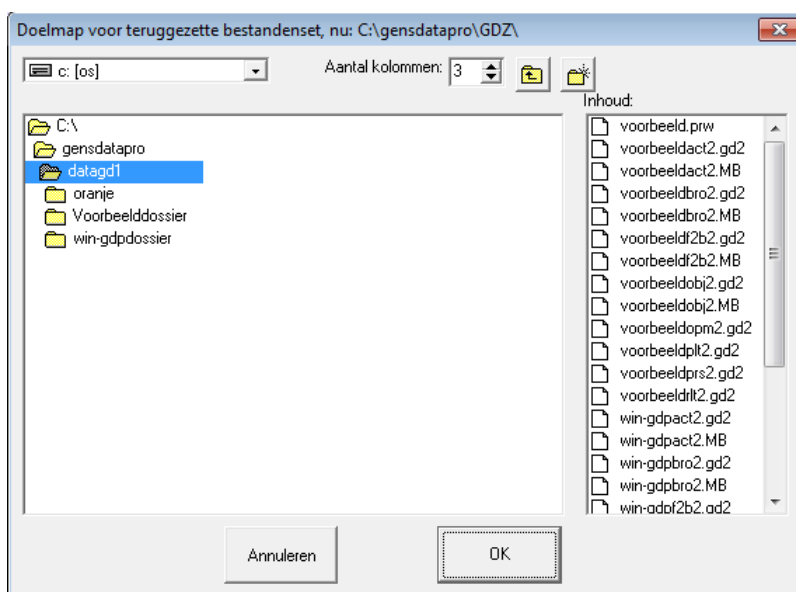 Doelmap voor teruggezette bestandenset, nu: C:\gensdatapro\GDZ\
c: [os]
Aantal kolommen: 3
Inhoud:
C:\
gensdatapro
datagd1
oranje
Voorbeelddossier
win-gdpdossier
voorbeeld.prw
voorbeeldact2.gd2
voorbeeldact2.MB
voorbeeldbro2.gd2
voorbeeldbro2.MB
voorbeeldf2b2.gd2
voorbeeldf2b2.MB
voorbeeldobj2.gd2
voorbeeldobj2.MB
voorbeeldopm2.gd2
voorbeeldplt2.gd2
voorbeeldprs2.gd2
voorbeeldrlt2.gd2
win-gdpact2.gd2
win-gdpact2.MB
win-gdpbro2.gd2
win-gdpbro2.MB
win-gdpf2b2.gd2
Annuleren
OK